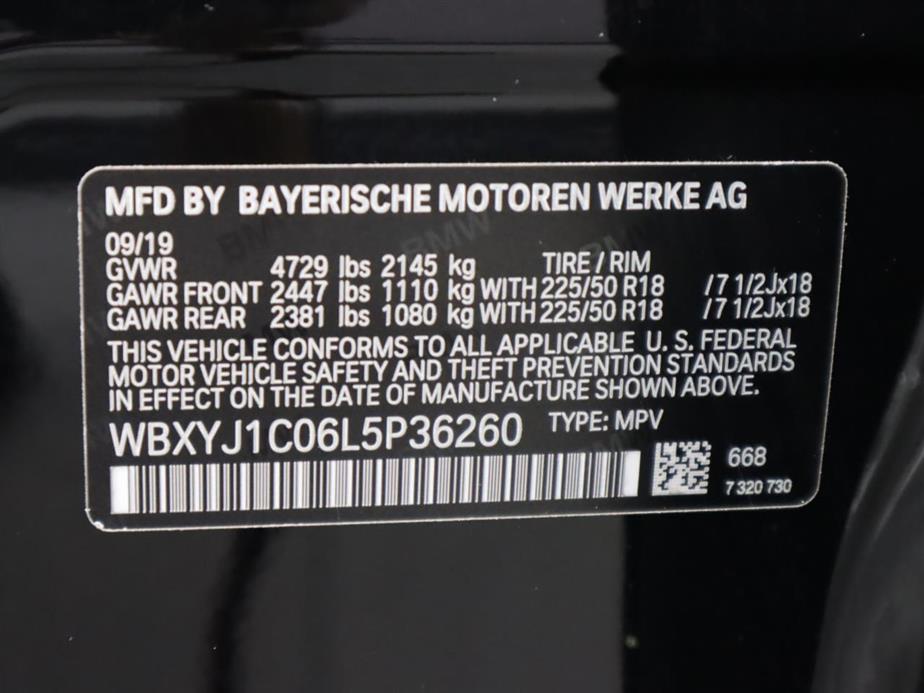 MFD BY BAYERISCHE MOTOREN WERKE AG
09/19
GVWR 4729 lbs 2145 kg TIRE / RIM
GAWR FRONT 2447 lbs 1110 kg WITH 225/50 R18 /7 1/2Jx18
GAWR REAR 2381 lbs 1080 kg WITH 225/50 R18 /7 1/2Jx18
THIS VEHICLE CONFORMS TO ALL APPLICABLE U. S. FEDERAL
MOTOR VEHICLE SAFETY AND THEFT PREVENTION STANDARDS
IN EFFECT ON THE DATE OF MANUFACTURE SHOWN ABOVE.
WBXYJ1C06L5P36260 TYPE: MPV
668
7 320 730